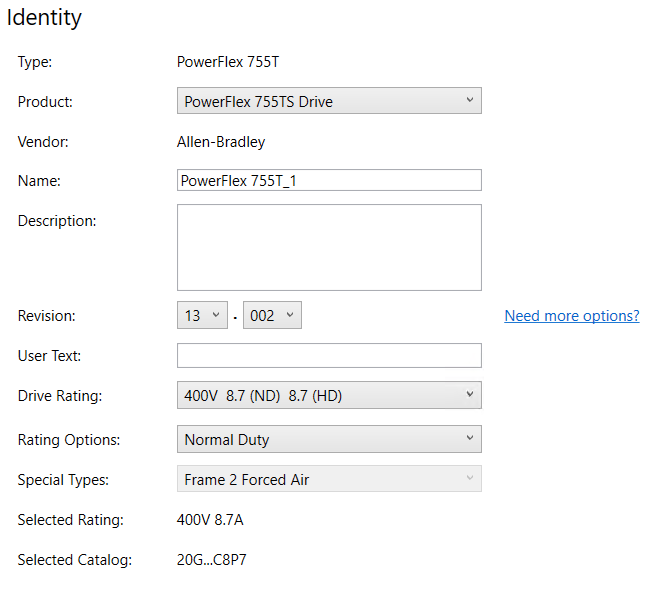 Identity
Type: PowerFlex 755T
Product: PowerFlex 755TS Drive
Vendor: Allen-Bradley
Name: PowerFlex 755T_1
Description:
Revision: 13 . 002 Need more options?
User Text:
Drive Rating: 400V  8.7 (ND)  8.7 (HD)
Rating Options: Normal Duty
Special Types: Frame 2 Forced Air
Selected Rating: 400V 8.7A
Selected Catalog: 20G...C8P7